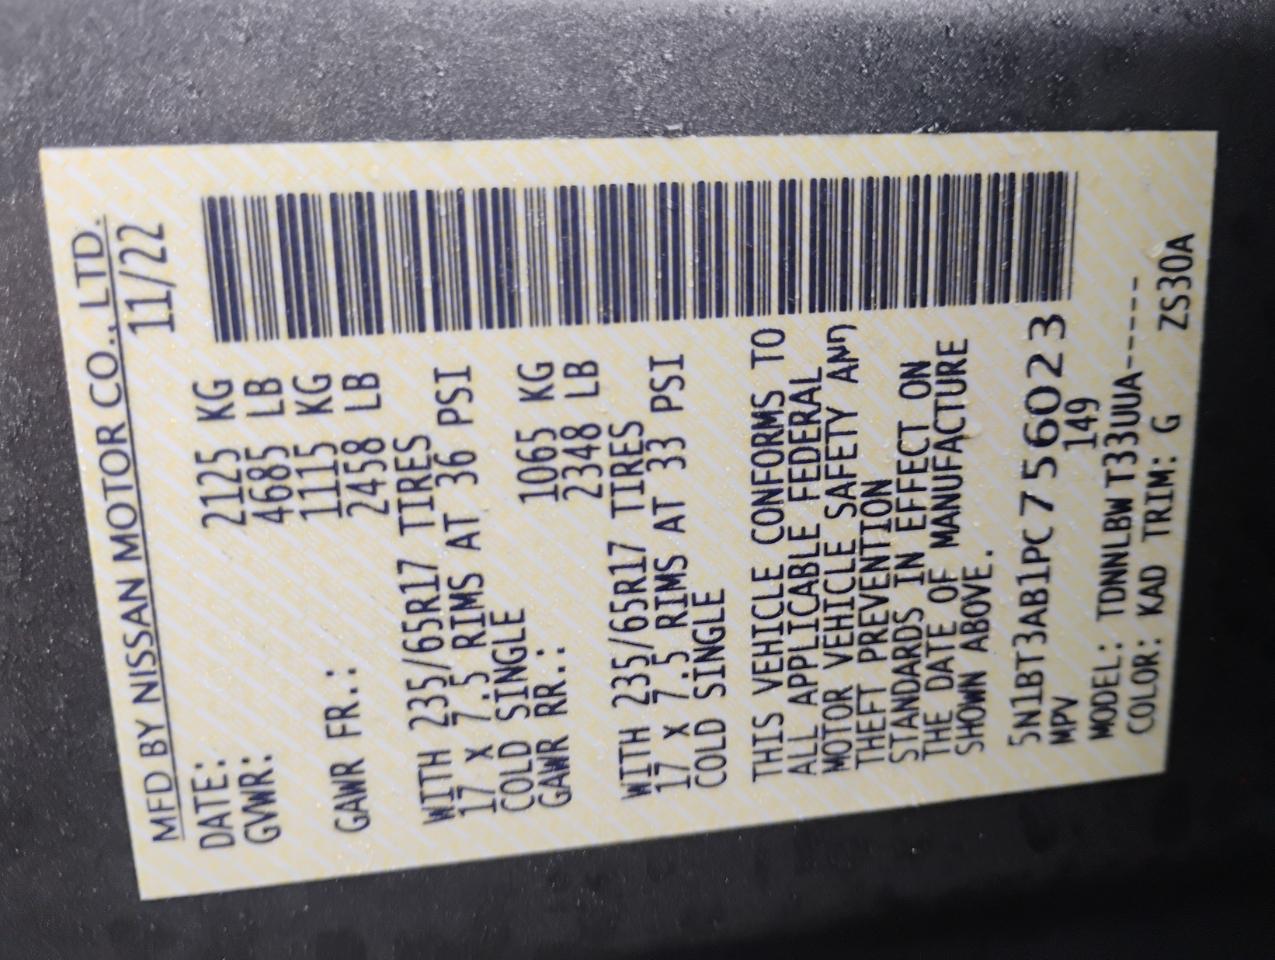 MFD BY NISSAN MOTOR CO., LTD.
DATE: 11/22
GVWR: 2125 KG
4685 LB
GAWR FR.: 1115 KG
2458 LB
WITH 235/65R17 TIRES
17 X 7.5 RIMS AT 36 PSI
COLD SINGLE
GAWR RR.: 1065 KG
2348 LB
WITH 235/65R17 TIRES
17 X 7.5 RIMS AT 33 PSI
COLD SINGLE
THIS VEHICLE CONFORMS TO
ALL APPLICABLE FEDERAL
MOTOR VEHICLE SAFETY AND
THEFT PREVENTION
STANDARDS IN EFFECT ON
THE DATE OF MANUFACTURE
SHOWN ABOVE.
5N1BT3AB1PC756023
MPV 149
MODEL: TDNNLBW T33UUA-----
COLOR: KAD TRIM: G ZS30A